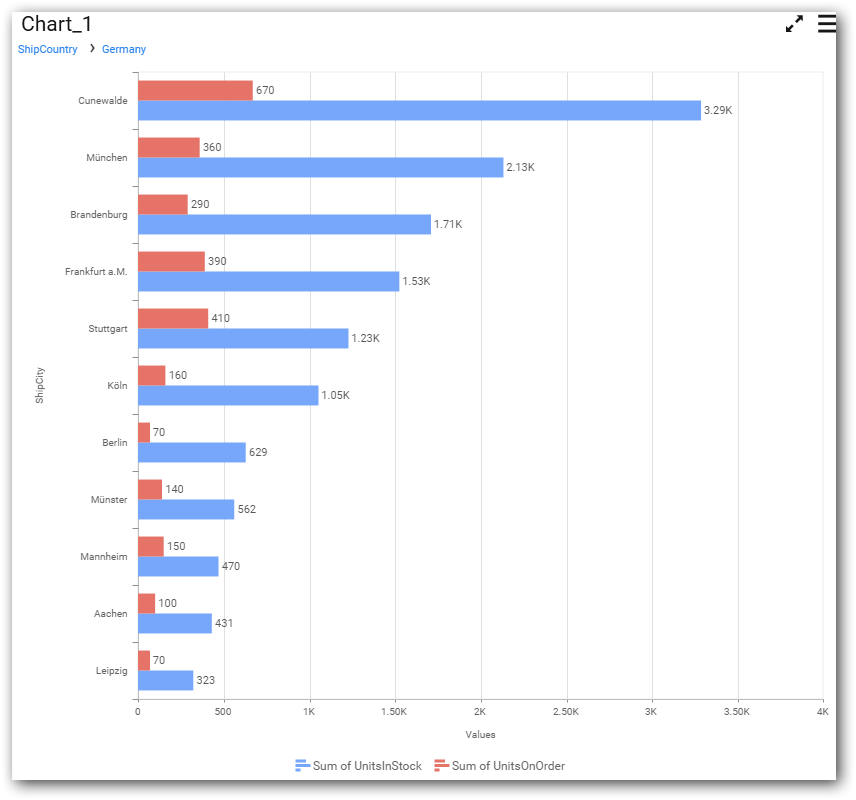 Chart_1
ShipCountry > Germany
670
Cunewalde
3.29K
360
München
2.13K
290
Brandenburg
1.71K
390
Frankfurt a.M.
1.53K
410
Stuttgart
1.23K
ShipCity
160
Köln
1.05K
70
Berlin
629
140
Münster
562
150
Mannheim
470
100
Aachen
431
70
Leipzig
323
0 500 1K 1.50K 2K 2.50K 3K 3.50K 4K
Values
Sum of UnitsInStock Sum of UnitsOnOrder